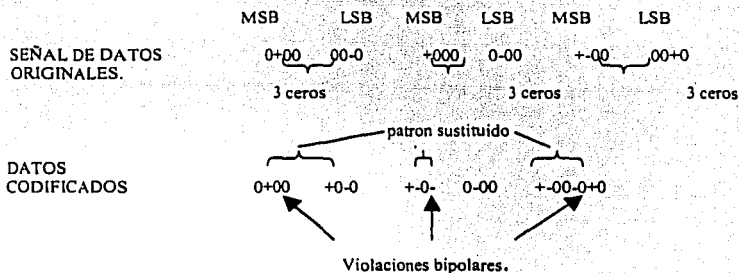 MSB LSB MSB LSB MSB LSB
SEÑAL DE DATOS ORIGINALES. 0+00 00-0 +000 0-00 +-00 00+0
3 ceros 3 ceros 3 ceros
patron sustituido
DATOS CODIFICADOS 0+00 +0-0 +-0- 0-00 +-00-0+0
Violaciones bipolares.